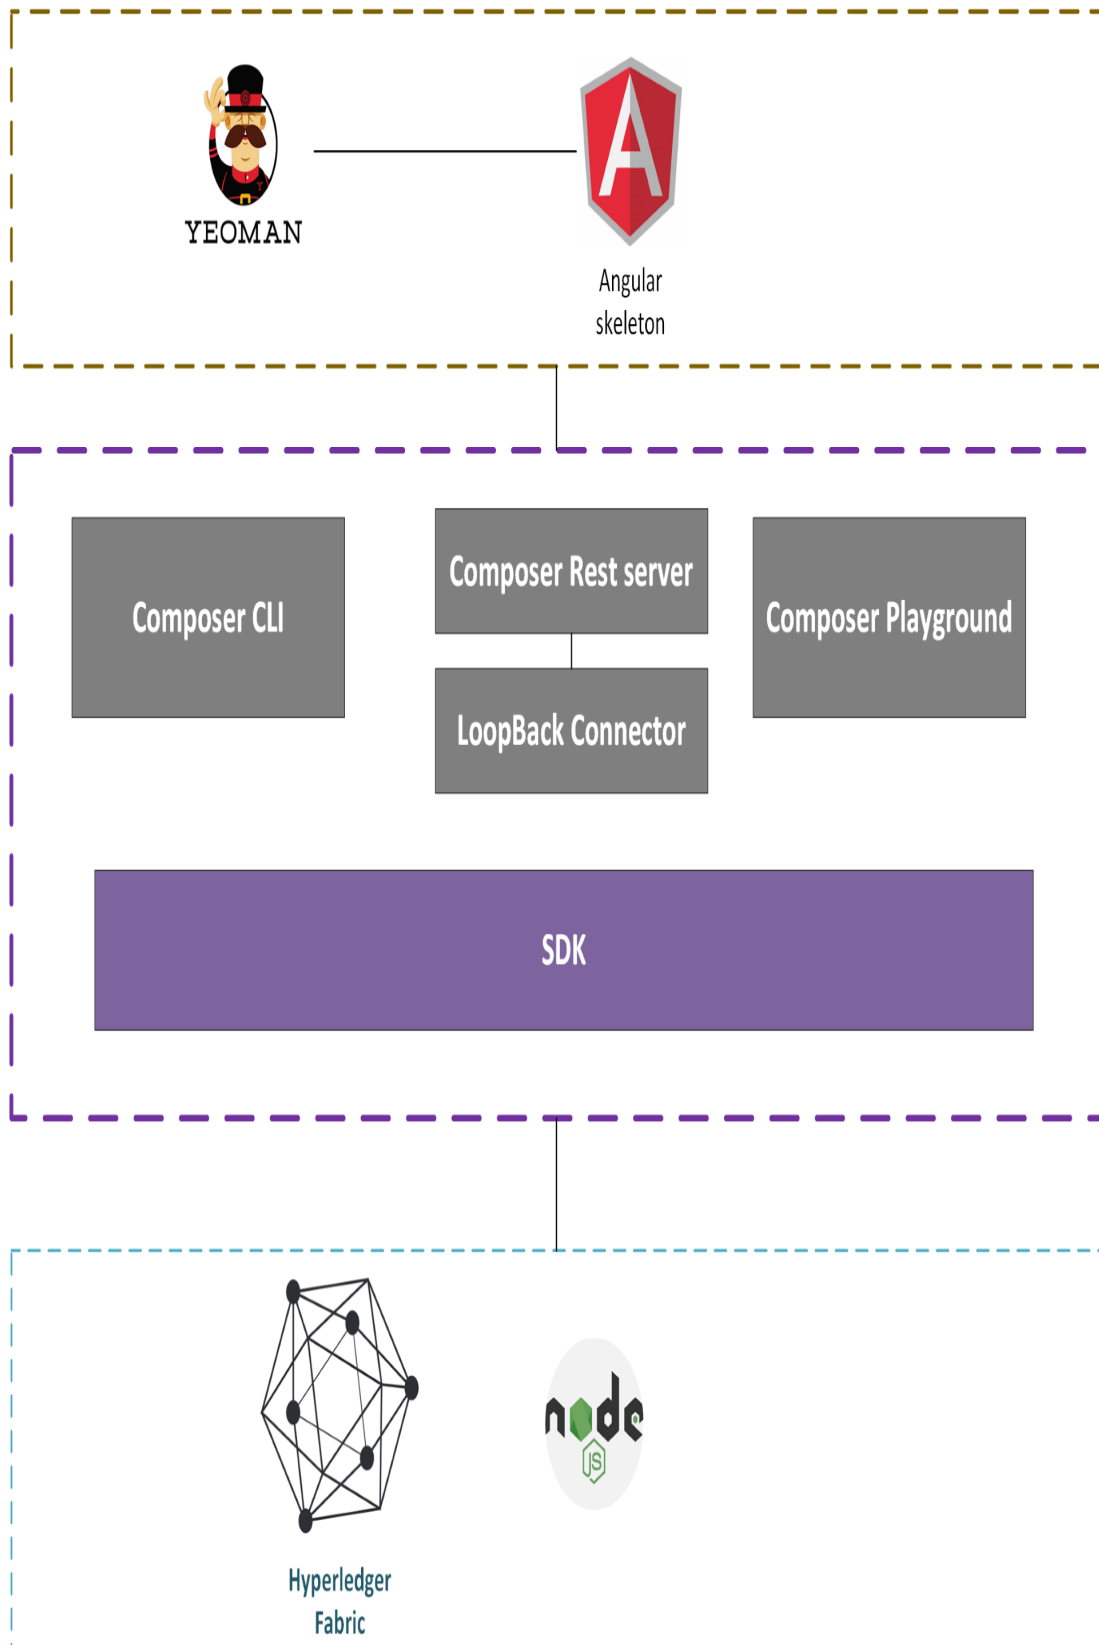 YEOMAN
A
Angular
skeleton
Composer CLI
Composer Rest server
Composer Playground
LoopBack Connector
SDK
node
JS
Hyperledger
Fabric